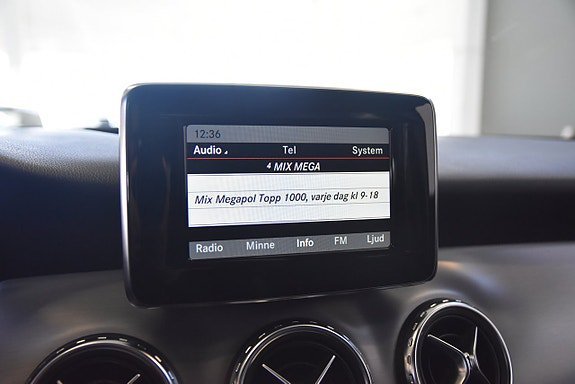 12:36
Audio Tel System
4 MIX MEGA
Mix Megapol Topp 1000, varje dag kl 9-18
Radio Minne Info FM Ljud